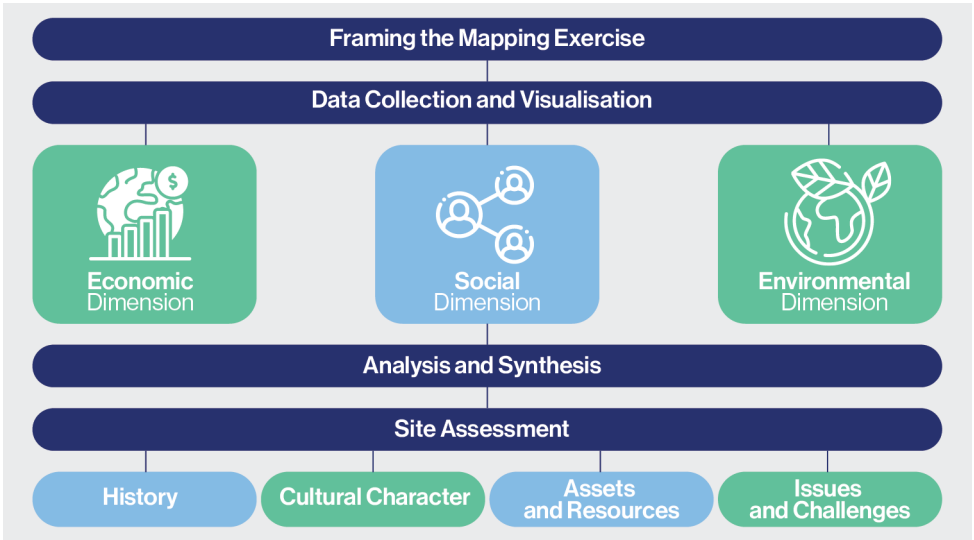 Framing the Mapping Exercise
Data Collection and Visualisation
$
Economic
Dimension
Social
Dimension
Environmental
Dimension
Analysis and Synthesis
Site Assessment
History
Cultural Character
Assets
and Resources
Issues
and Challenges